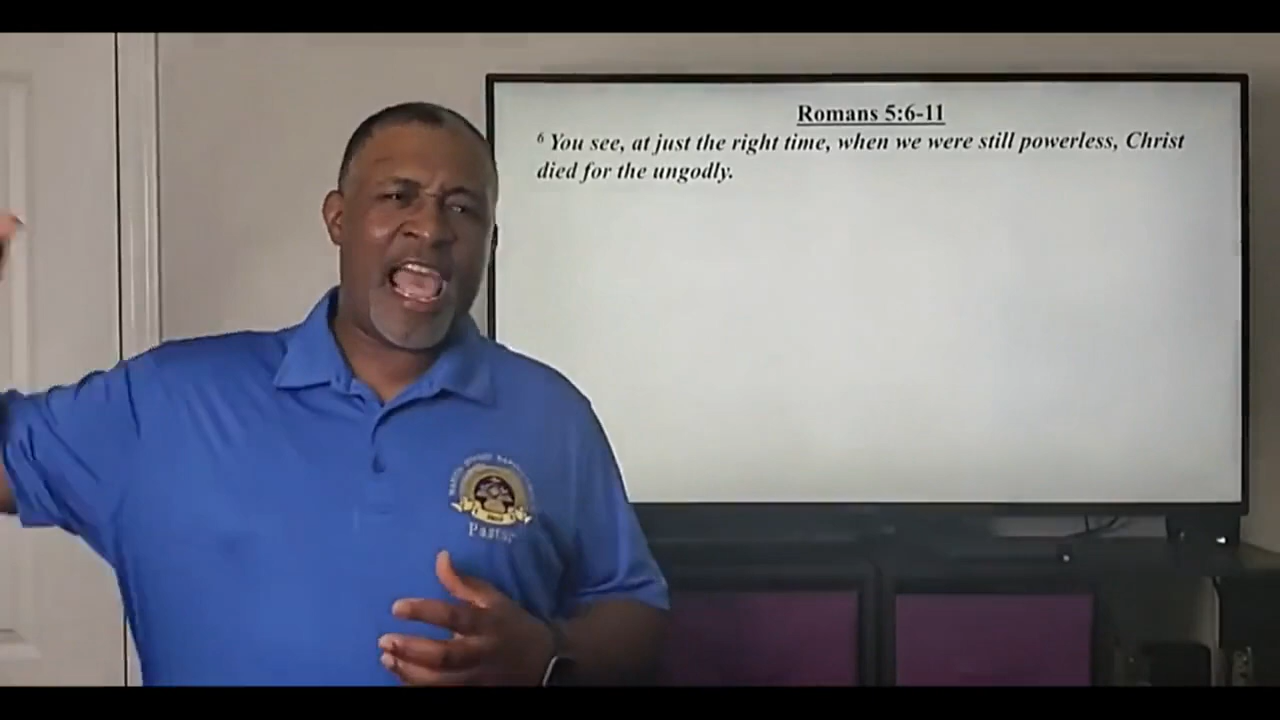 Romans 5:6-11
6 You see, at just the right time, when we were still powerless, Christ
died for the ungodly.
Pastor